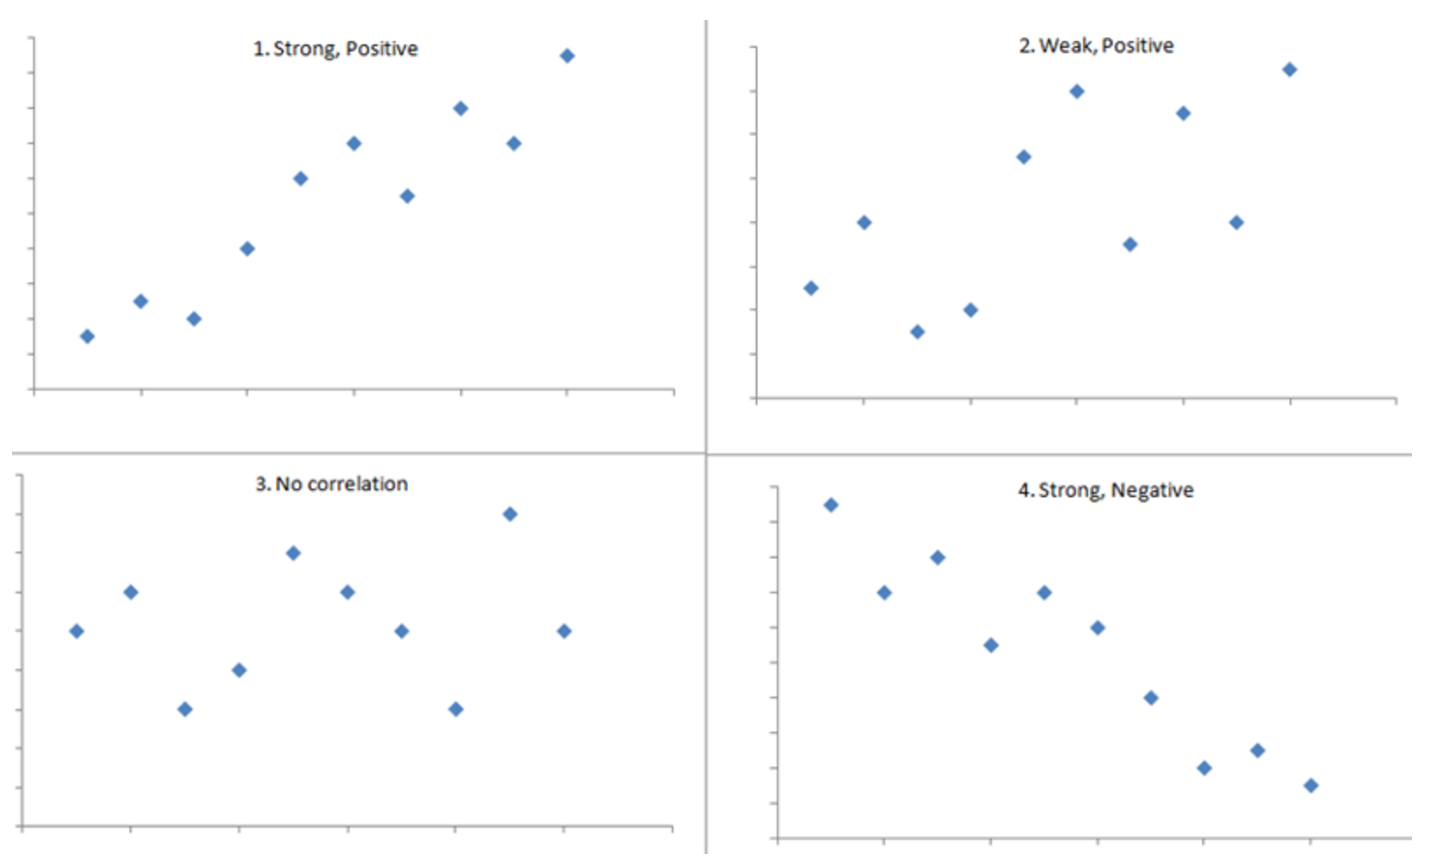 1. Strong, Positive
2. Weak, Positive
3. No correlation
4. Strong, Negative